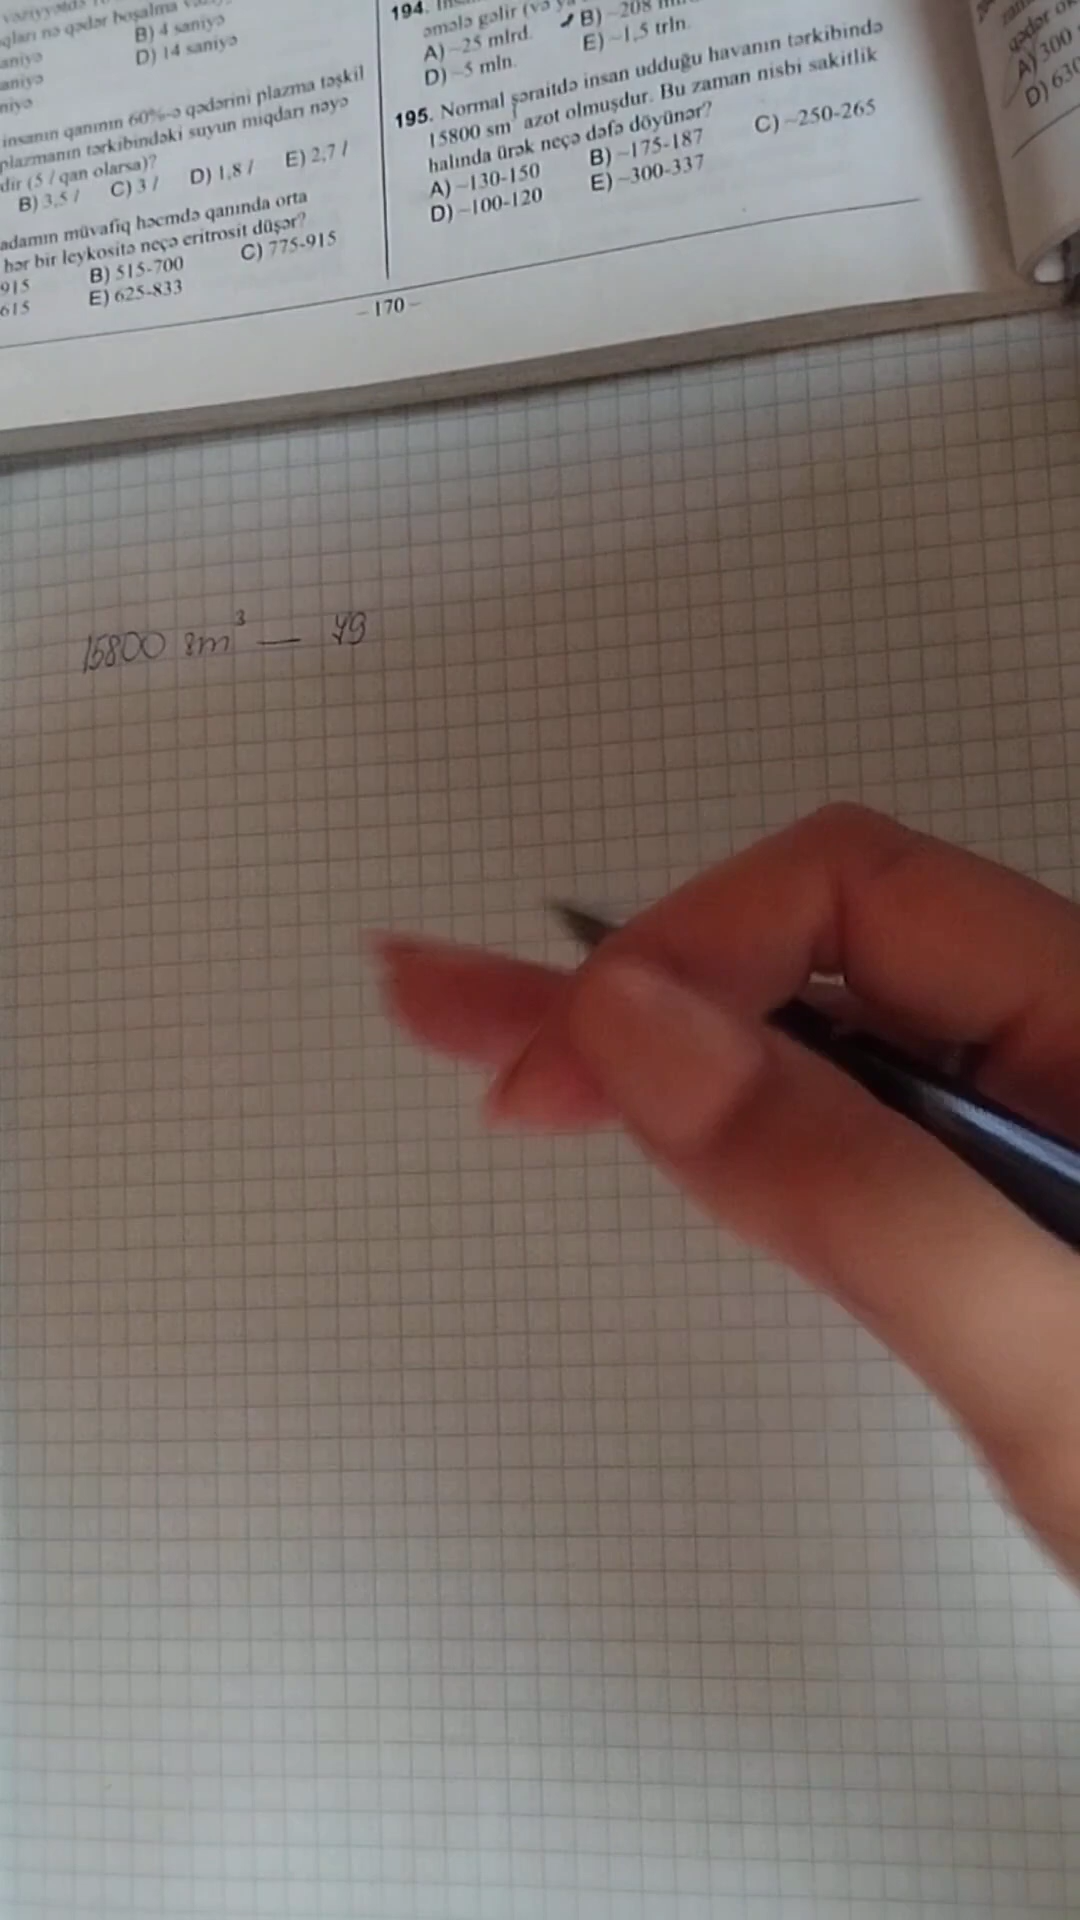 B) 4 saniyə
D) 14 saniyə
insanın qanının 60%-ə qədərini plazma təşkil
plazmanın tərkibindəki suyun miqdarı nəyə
dir (5 l qan olarsa)?
B) 3,5 l C) 3 l D) 1,8 l E) 2,7 l
adamın müvafiq həcmdə qanında orta
hər bir leykositə neçə eritrosit düşər?
915 B) 515-700 C) 775-915
615 E) 625-833
194.
əmələ gəlir
A) ~25 mlrd. B) ~208
D) ~5 mln. E) ~1,5 trln.
195. Normal şəraitdə insan udduğu havanın tərkibində
15800 sm³ azot olmuşdur. Bu zaman nisbi sakitlik
halında ürək neçə dəfə döyünər?
A) ~130-150 B) ~175-187 C) ~250-265
D) ~100-120 E) ~300-337
– 170 –
A) 300
D) 630
15800 sm³ — 79